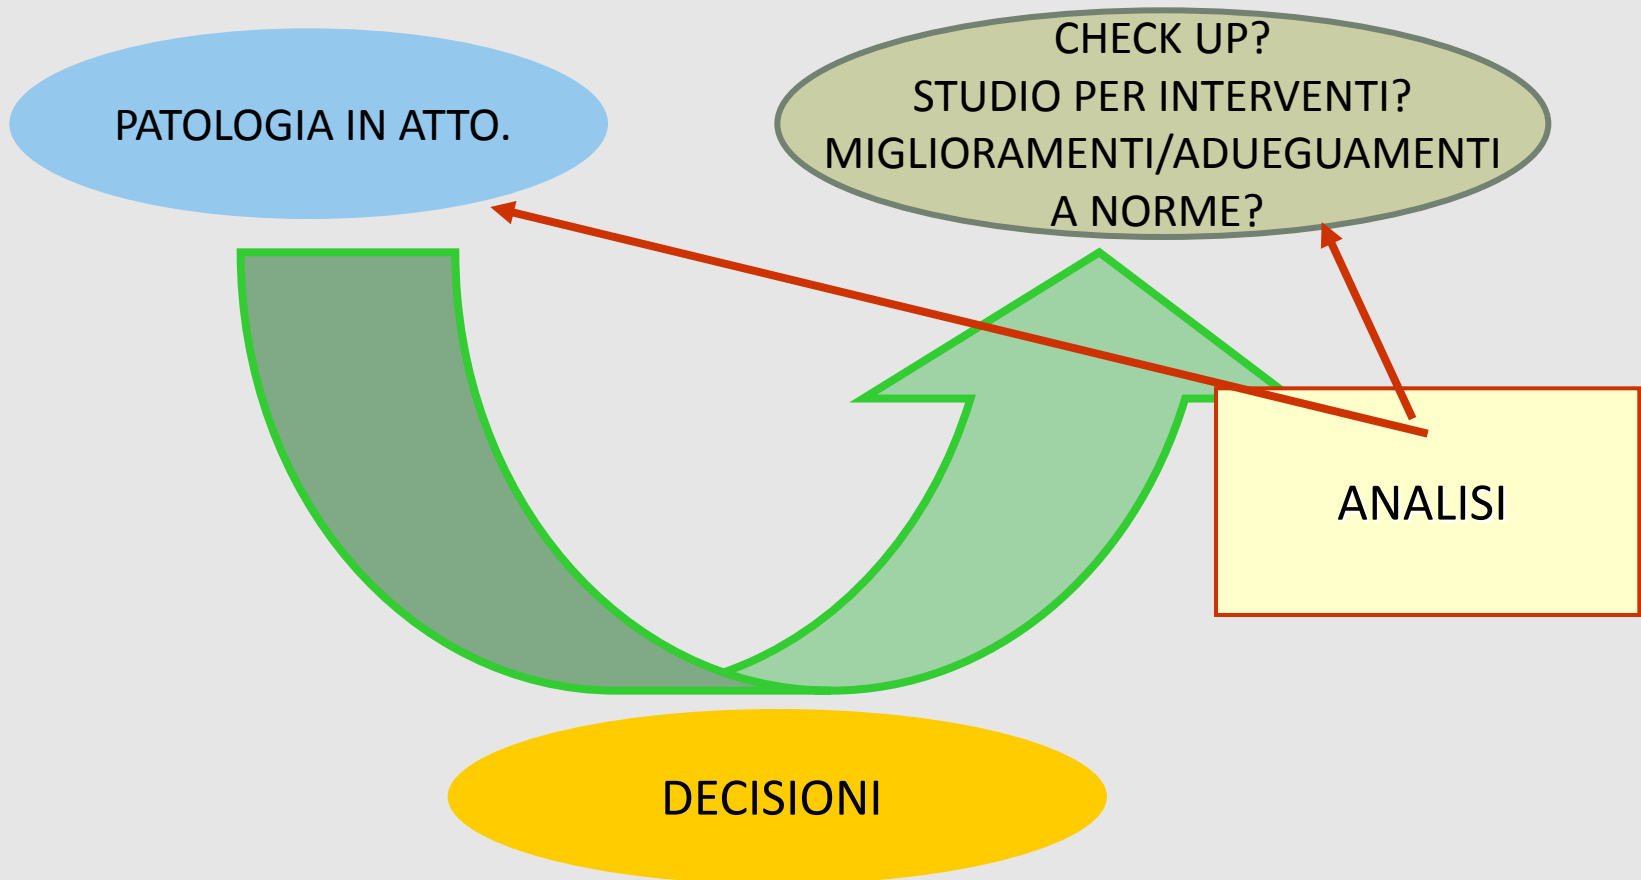 PATOLOGIA IN ATTO.
CHECK UP?
STUDIO PER INTERVENTI?
MIGLIORAMENTI/ADUEGUAMENTI
A NORME?
ANALISI
DECISIONI